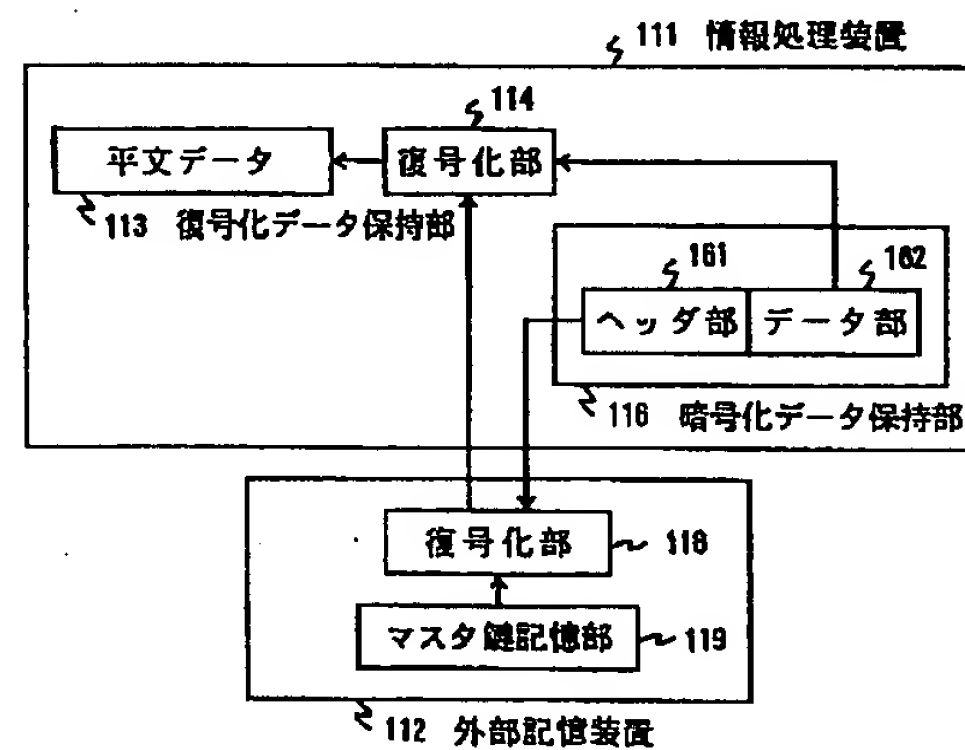 111 情報処理装置
114
平文データ
復号化部
113 復号化データ保持部
161
162
ヘッダ部
データ部
116 暗号化データ保持部
復号化部
118
マスタ鍵記憶部
119
112 外部記憶装置